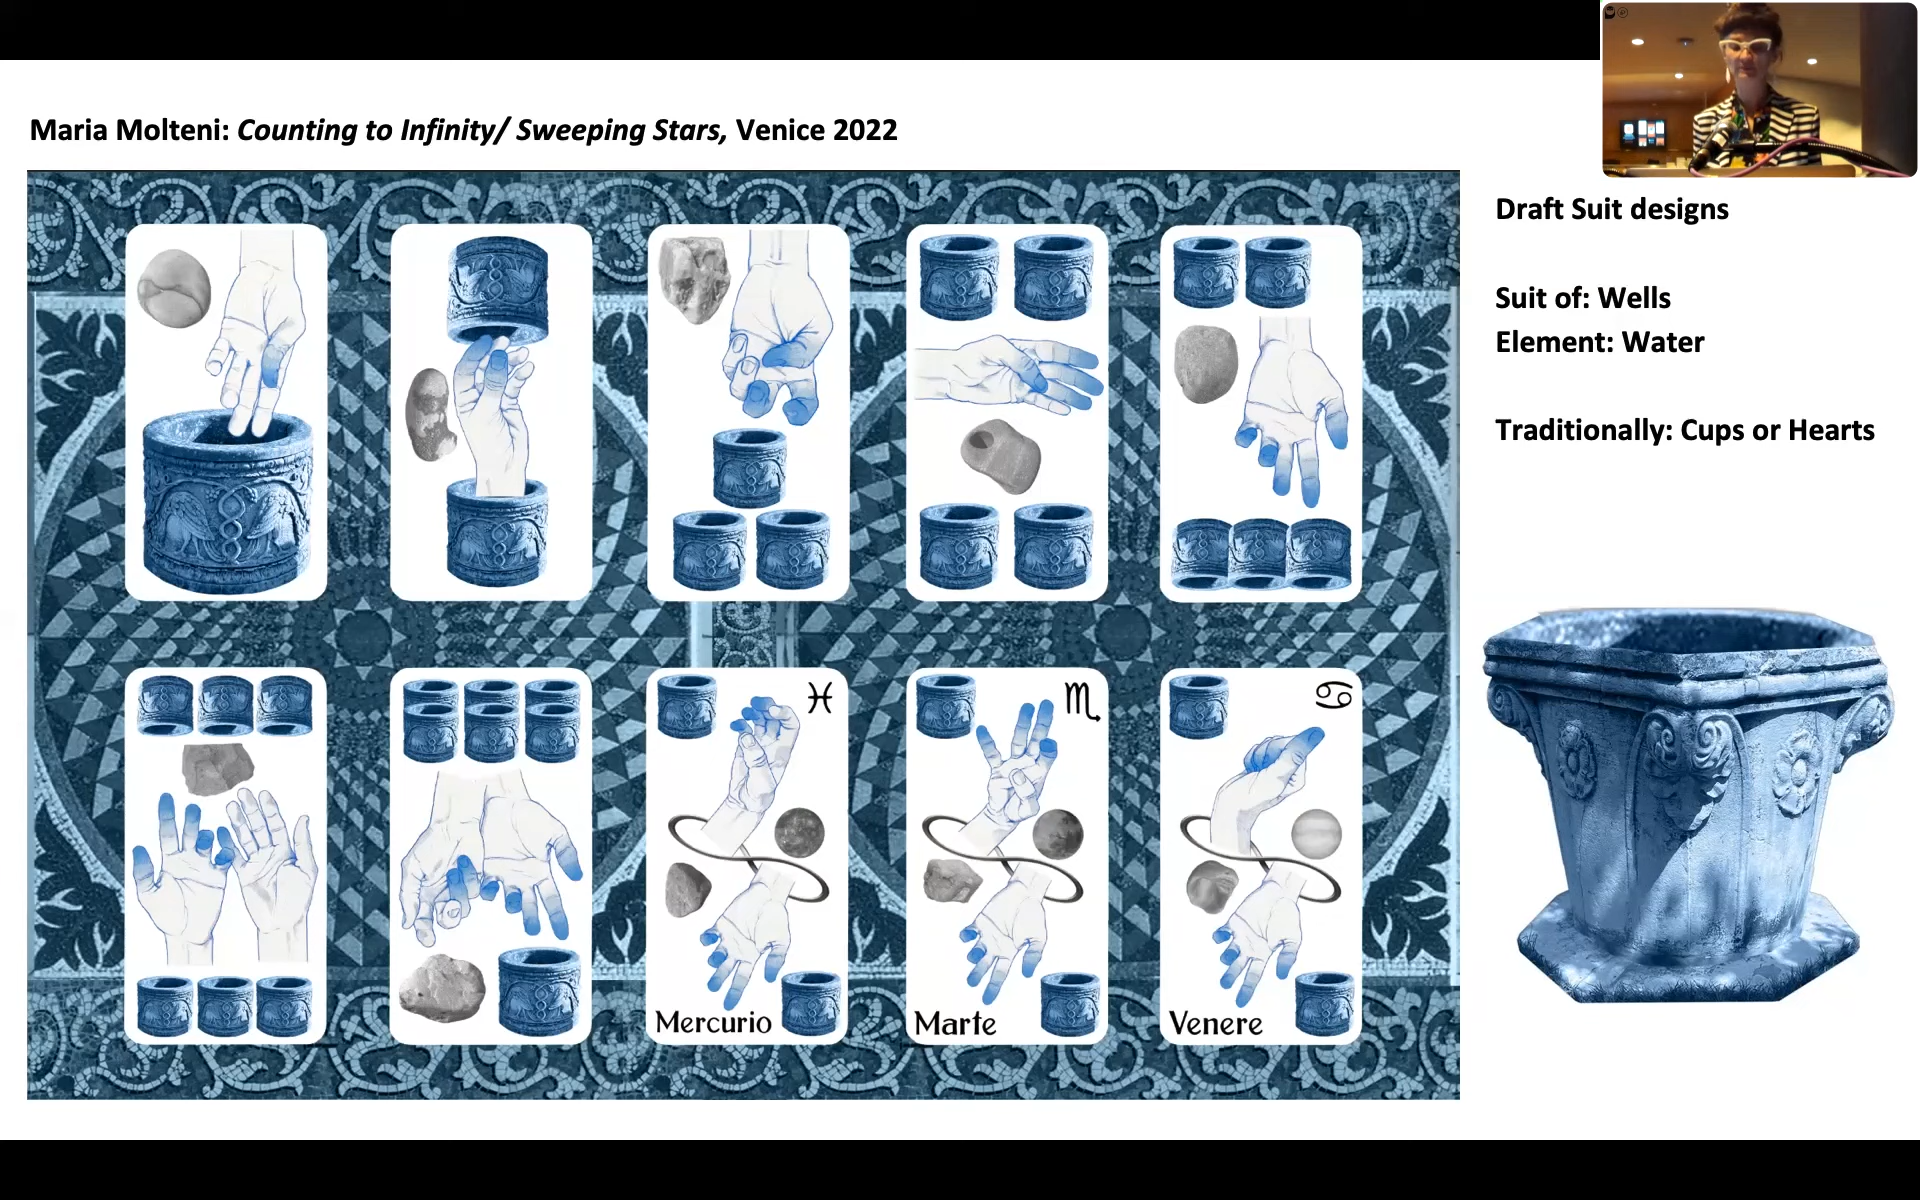 Maria Molteni: Counting to Infinity/ Sweeping Stars, Venice 2022
Draft Suit designs
Suit of: Wells
Element: Water
Traditionally: Cups or Hearts
♓
♏
♋
Mercurio
Marte
Venere